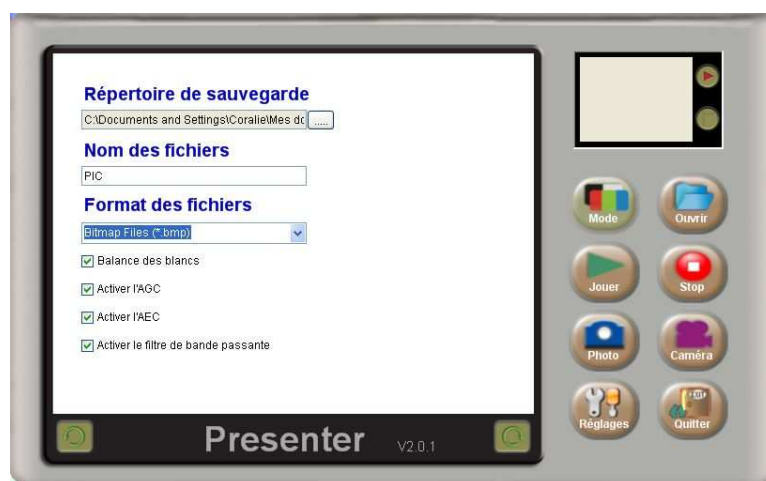 Répertoire de sauvegarde
C:\Documents and Settings\Coralie\Mes dc
.....
Nom des fichiers
PIC
Format des fichiers
Bitmap Files (*.bmp)
Balance des blancs
Activer l'AGC
Activer l'AEC
Activer le filtre de bande passante
Presenter V2.0.1
Mode
Ouvrir
Jouer
Stop
Photo
Caméra
Réglages
Quitter